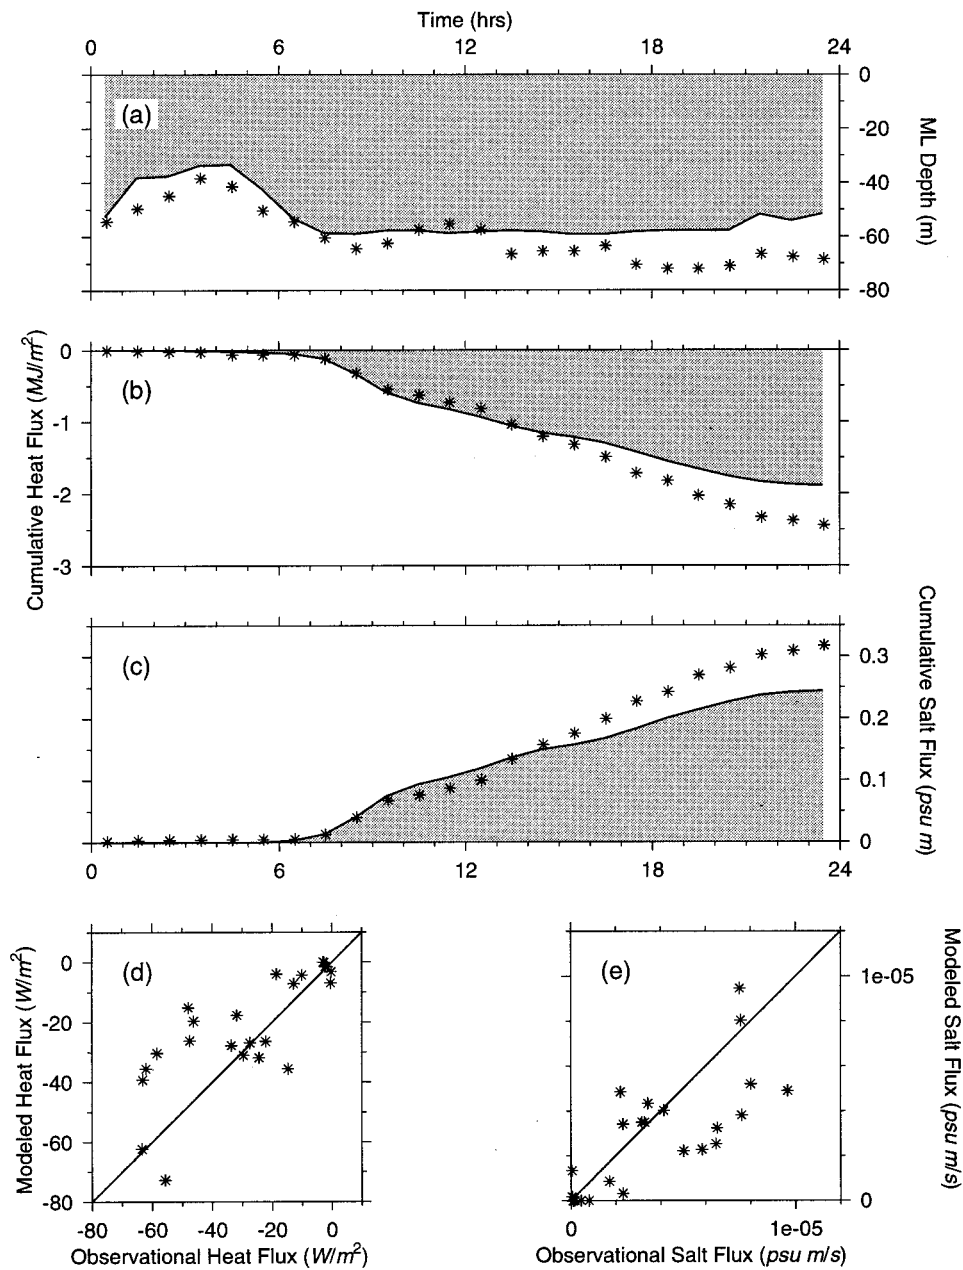 Time (hrs)
0 6 12 18 24
(a)
0
-20
-40
-60
-80
ML Depth (m)
(b)
0
-1
-2
-3
Cumulative Heat Flux (MJ/m²)
(c)
0.3
0.2
0.1
0
Cumulative Salt Flux (psu m)
0 6 12 18 24
(d)
0
-20
-40
-60
-80
Modeled Heat Flux (W/m²)
-80 -60 -40 -20 0
Observational Heat Flux (W/m²)
(e)
1e-05
0
Modeled Salt Flux (psu m/s)
0 1e-05
Observational Salt Flux (psu m/s)